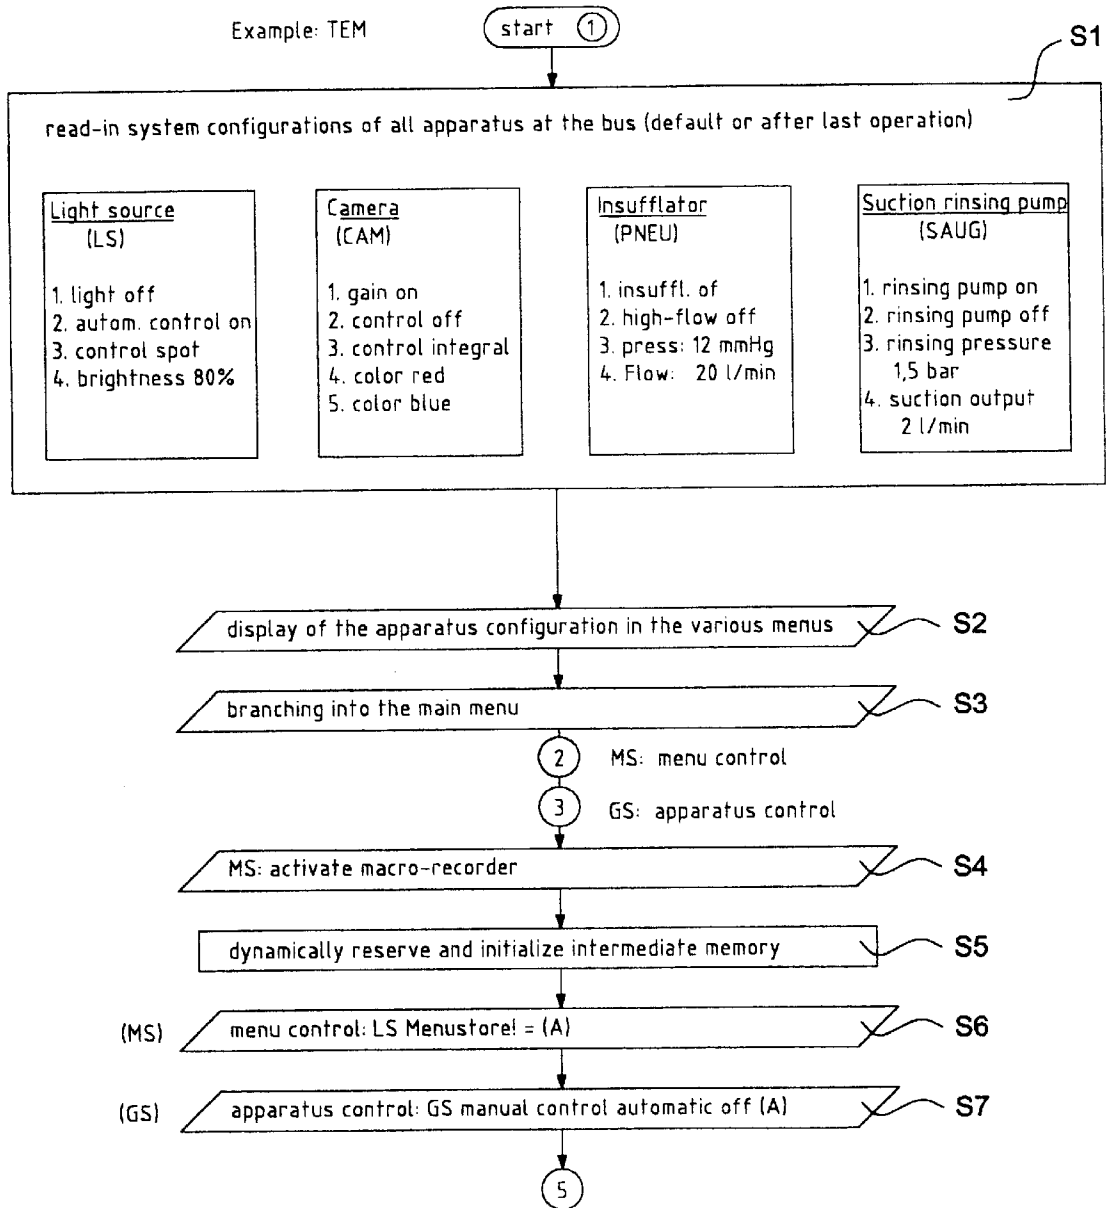 Example: TEM
start 1
S1
read-in system configurations of all apparatus at the bus (default or after last operation)
Light source
(LS)
1. light off
2. autom. control on
3. control spot
4. brightness 80%
Camera
(CAM)
1. gain on
2. control off
3. control integral
4. color red
5. color blue
Insufflator
(PNEU)
1. insuffl. of
2. high-flow off
3. press: 12 mmHg
4. Flow: 20 l/min
Suction rinsing pump
(SAUG)
1. rinsing pump on
2. rinsing pump off
3. rinsing pressure
1,5 bar
4. suction output
2 l/min
display of the apparatus configuration in the various menus
S2
branching into the main menu
S3
2 MS: menu control
3 GS: apparatus control
MS: activate macro-recorder
S4
dynamically reserve and initialize intermediate memory
S5
(MS)
menu control: LS Menustore! = (A)
S6
(GS)
apparatus control: GS manual control automatic off (A)
S7
5